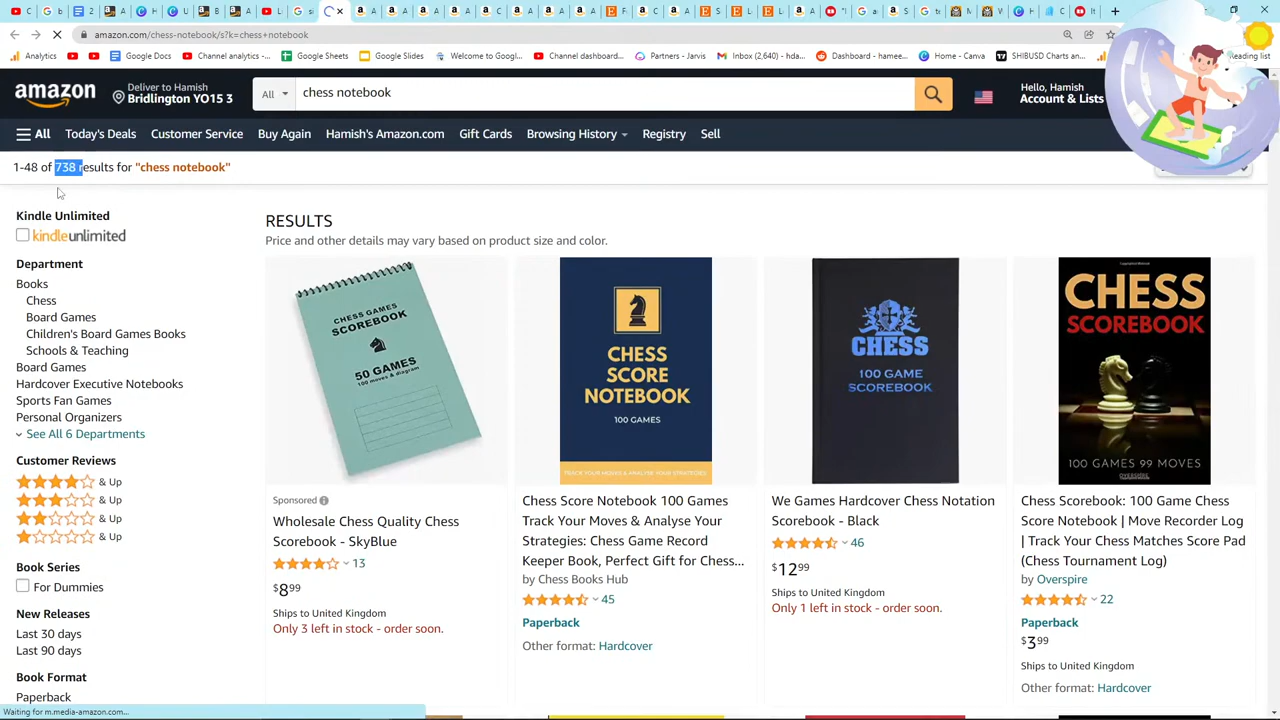 amazon.com/chess-notebook/s?k=chess+notebook
Analytics
Google Docs
Channel analytics -...
Google Sheets
Google Slides
Welcome to Googl...
Channel dashboard...
Partners - Jarvis
Inbox (2,640) - hda...
Dashboard - hamee...
Home - Canva
SHIBUSD Charts an...
Reading list
amazon
Deliver to Hamish
Bridlington YO15 3
All
chess notebook
Hello, Hamish
Account & Lists
All
Today's Deals
Customer Service
Buy Again
Hamish's Amazon.com
Gift Cards
Browsing History
Registry
Sell
1-48 of 738 results for "chess notebook"
Kindle Unlimited
kindleunlimited
Department
Books
Chess
Board Games
Children's Board Games Books
Schools & Teaching
Board Games
Hardcover Executive Notebooks
Sports Fan Games
Personal Organizers
See All 6 Departments
Customer Reviews
& Up
& Up
& Up
& Up
Book Series
For Dummies
New Releases
Last 30 days
Last 90 days
Book Format
Paperback
Waiting for m.media-amazon.com...
RESULTS
Price and other details may vary based on product size and color.
CHESS GAMES
SCOREBOOK
50 GAMES
100 moves & diagram
Sponsored
Wholesale Chess Quality Chess
Scorebook - SkyBlue
13
$8.99
Ships to United Kingdom
Only 3 left in stock - order soon.
CHESS
SCORE
NOTEBOOK
100 GAMES
TRACK YOUR MOVES & ANALYSE YOUR STRATEGIES
Chess Score Notebook 100 Games
Track Your Moves & Analyse Your
Strategies: Chess Game Record
Keeper Book, Perfect Gift for Chess...
by Chess Books Hub
45
Paperback
Other format: Hardcover
CHESS
100 GAME
SCOREBOOK
We Games Hardcover Chess Notation
Scorebook - Black
46
$12.99
Ships to United Kingdom
Only 1 left in stock - order soon.
CHESS
SCOREBOOK
100 GAMES 99 MOVES
OVERSPIRE
Chess Scorebook: 100 Game Chess
Score Notebook | Move Recorder Log
| Track Your Chess Matches Score Pad
(Chess Tournament Log)
by Overspire
22
Paperback
$3.99
Ships to United Kingdom
Other format: Hardcover